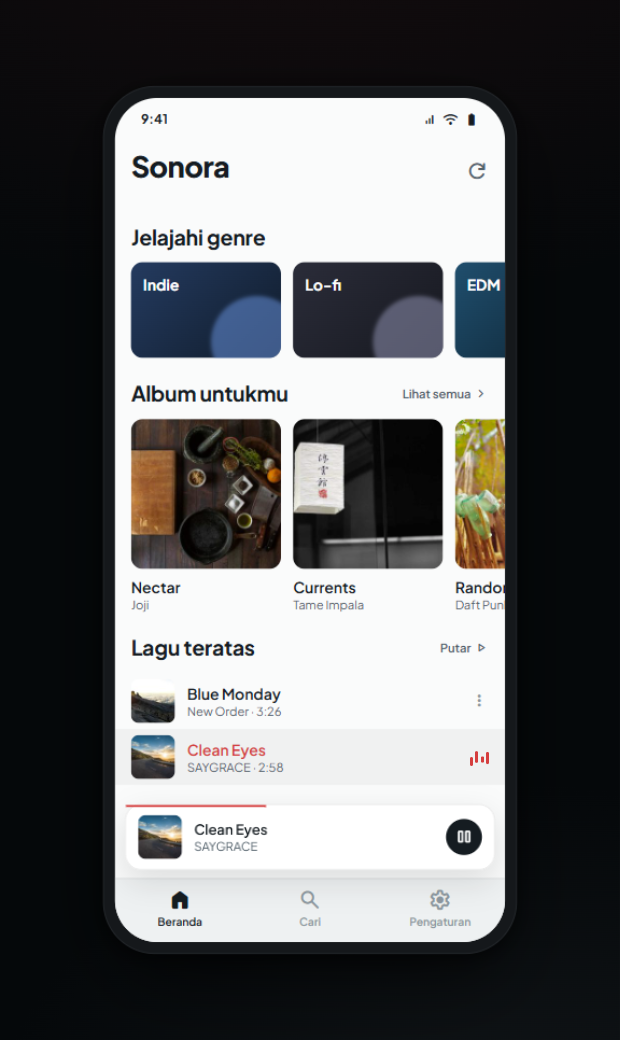 9:41
Sonora
Jelajahi genre
Indie
Lo-fi
EDM
Album untukmu
Lihat semua
Nectar
Joji
Currents
Tame Impala
Daft
Lagu teratas
Putar
Blue Monday
New Order · 3:26
Clean Eyes
SAYGRACE · 2:58
Clean Eyes
SAYGRACE
Beranda
Cari
Pengaturan